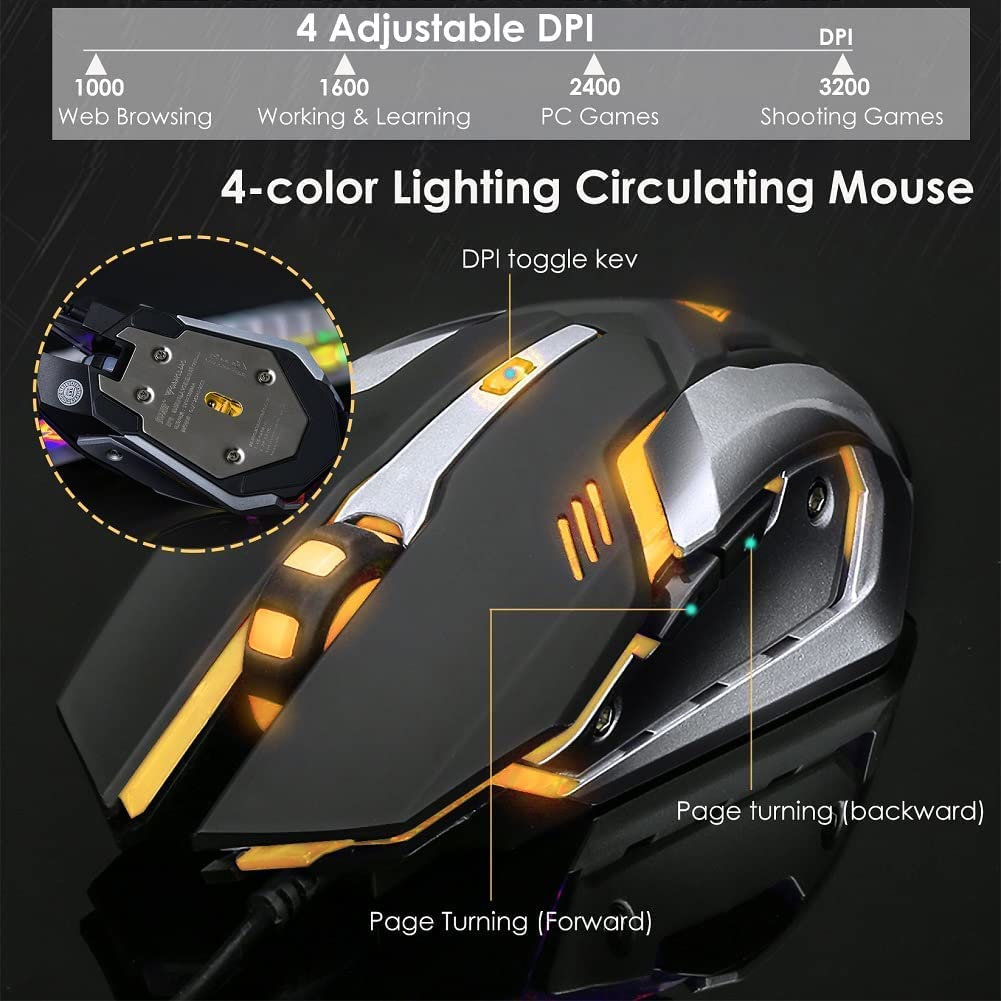 4 Adjustable DPI
DPI
1000 1600 2400 3200
Web Browsing Working & Learning PC Games Shooting Games
4-color Lighting Circulating Mouse
DPI toggle kev
Page turning (backward)
Page Turning (Forward)